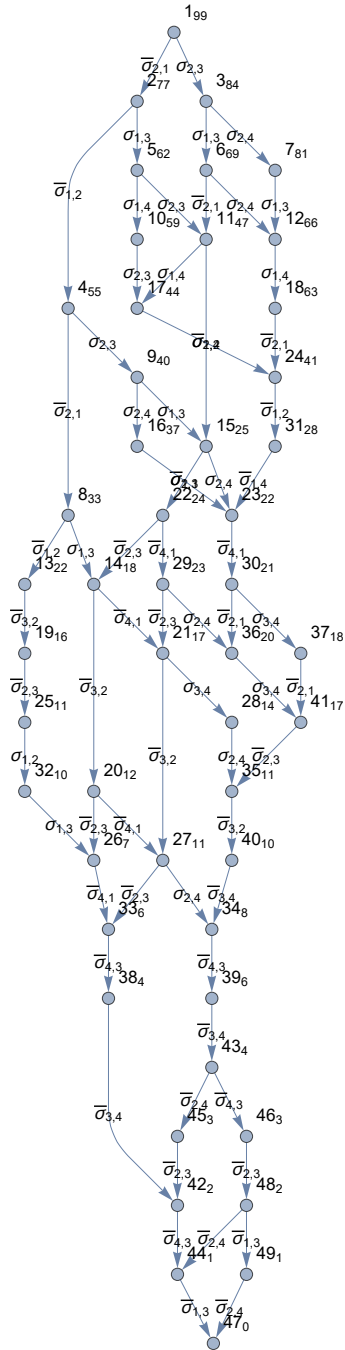 1₉₉
σ̅₂,₁ σ₂,₃
2₇₇ 3₈₄
σ₁,₃ σ₁,₃ σ₂,₄
5₆₂ 6₆₉ 7₈₁
σ̅₁,₂ σ₁,₄ σ₂,₃ σ̅₂,₁ σ₂,₄ σ₁,₃
10₅₉ 11₄₇ 12₆₆
σ₂,₃ σ₁,₄ σ₁,₄
4₅₅ 17₄₄ 18₆₃
σ₂,₃ σ̅₂,₁
9₄₀ 24₄₁
σ̅₂,₁ σ₂,₄ σ₁,₃ σ̅₁,₂
16₃₇ 15₂₅ 31₂₈
σ₂,₄ σ̅₁,₄
8₃₃ 22₂₄ 23₂₂
σ̅₁,₂ σ₁,₃ σ̅₂,₃ σ̅₄,₁ σ̅₄,₁
13₂₂ 14₁₈ 29₂₃ 30₂₁
σ̅₃,₂ σ̅₄,₁ σ̅₂,₃ σ₂,₄ σ̅₂,₁ σ₃,₄
19₁₆ 21₁₇ 36₂₀ 37₁₈
σ̅₂,₃ σ̅₃,₂ σ₃,₄ σ₃,₄ σ̅₂,₁
25₁₁ 28₁₄ 41₁₇
σ₁,₂ σ̅₃,₂ σ₂,₄ σ̅₂,₃
32₁₀ 20₁₂ 35₁₁
σ₁,₃ σ̅₂,₃ σ̅₄,₁ σ̅₃,₂
26₇ 27₁₁ 40₁₀
σ̅₄,₁ σ̅₂,₃ σ₂,₄ σ̅₃,₄
33₆ 34₈
σ̅₄,₃ σ̅₄,₃
38₄ 39₆
σ̅₃,₄
43₄
σ̅₃,₄ σ̅₂,₄ σ̅₄,₃
45₃ 46₃
σ̅₂,₃ σ̅₂,₃
42₂ 48₂
σ̅₄,₃ σ̅₂,₄ σ̅₁,₃
44₁ 49₁
σ̅₁,₃ σ̅₂,₄
47₀